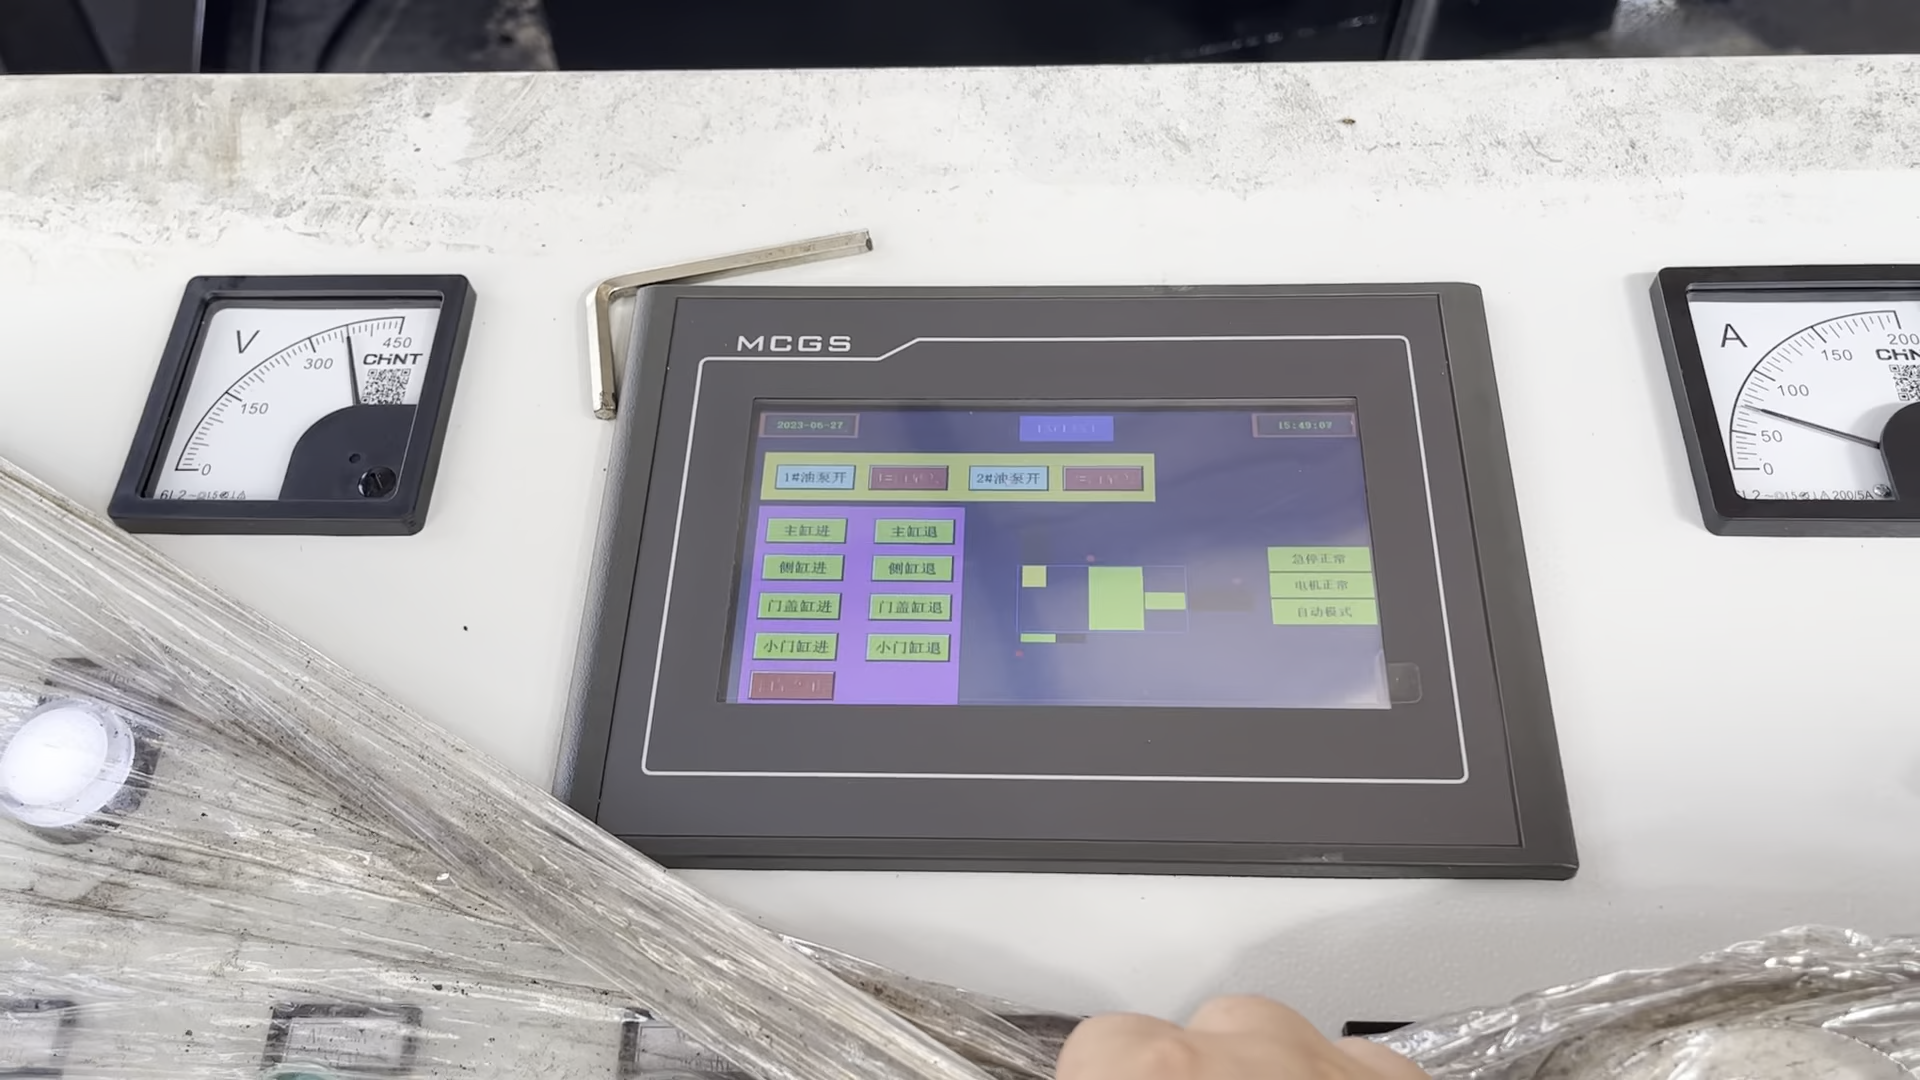 V
450
CHNT
300
150
0
MCGS
2023-06-27
15:49:07
1#油泵开
2#油泵开
主缸进
主缸退
侧缸进
侧缸退
门盖缸进
门盖缸退
小门缸进
小门缸退
急停正常
电机正常
自动模式
A
200
150
100
50
0
200/5A